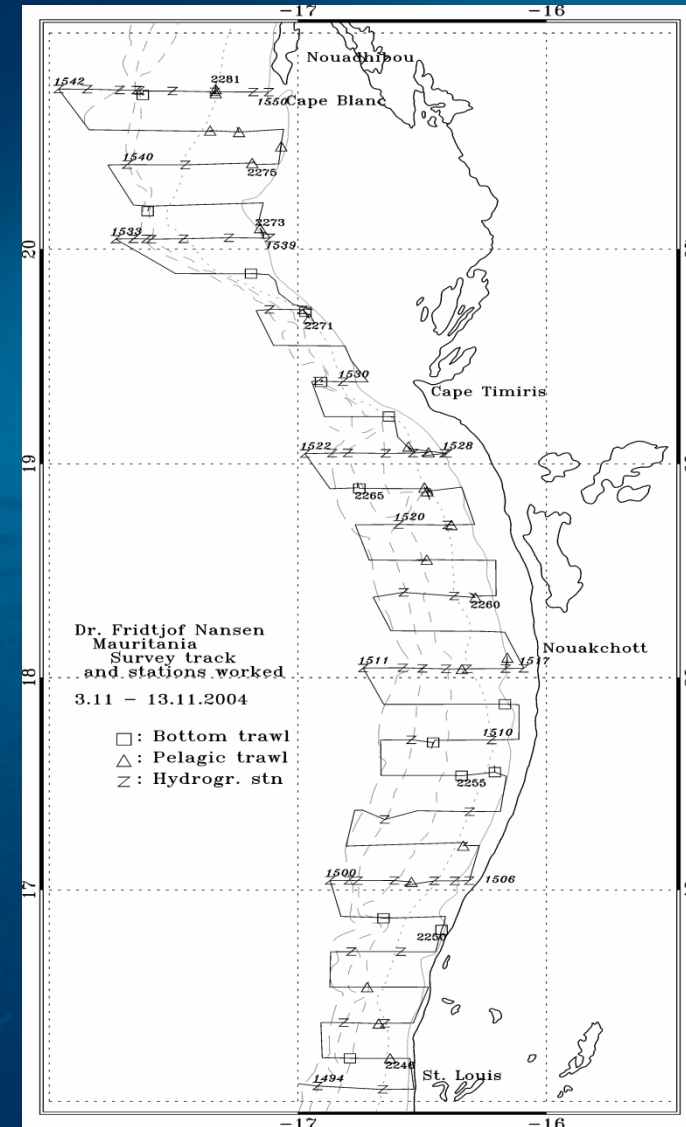 -17 -16
Nouadhibou
1542 2281
1550 Cape Blanc
1540
2275
2273
1533 1539
20
2271
1530
Cape Timiris
1522 1528
19
2265
1520
2260
Dr. Fridtjof Nansen
Mauritania
Survey track
and stations worked
3.11 - 13.11.2004
Nouakchott
1511 1517
18
□: Bottom trawl
△: Pelagic trawl
Z: Hydrogr. stn
1510
2255
1500 1506
17
2250
2246
St. Louis
1494
-17 -16